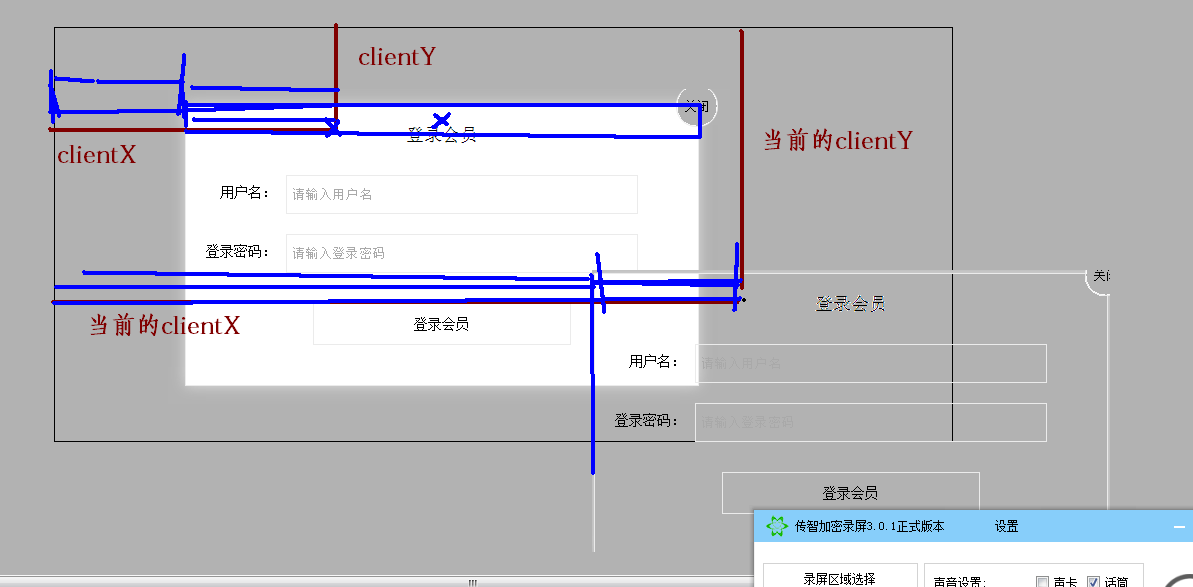 clientY
关闭
登录会员
当前的clientY
clientX
用户名：
请输入用户名
登录密码：
请输入登录密码
关闭
登录会员
当前的clientX
登录会员
用户名：
请输入用户名
登录密码：
请输入登录密码
登录会员
传智加密录屏3.0.1正式版本
设置
录屏区域选择
声音设置:
声卡
话筒